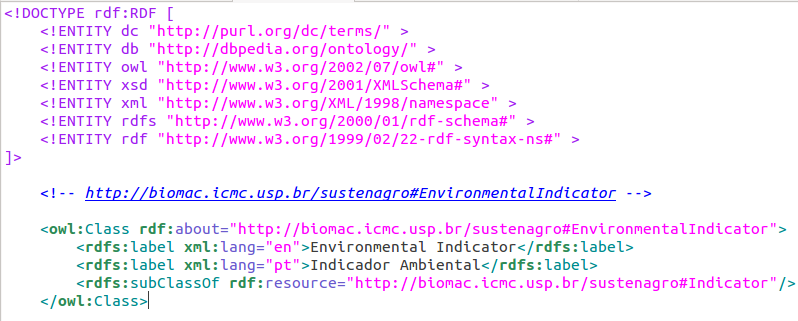 <!DOCTYPE rdf:RDF [
    <!ENTITY dc "http://purl.org/dc/terms/" >
    <!ENTITY db "http://dbpedia.org/ontology/" >
    <!ENTITY owl "http://www.w3.org/2002/07/owl#" >
    <!ENTITY xsd "http://www.w3.org/2001/XMLSchema#" >
    <!ENTITY xml "http://www.w3.org/XML/1998/namespace" >
    <!ENTITY rdfs "http://www.w3.org/2000/01/rdf-schema#" >
    <!ENTITY rdf "http://www.w3.org/1999/02/22-rdf-syntax-ns#" >
]>
    <!-- http://biomac.icmc.usp.br/sustenagro#EnvironmentalIndicator -->
    <owl:Class rdf:about="http://biomac.icmc.usp.br/sustenagro#EnvironmentalIndicator">
        <rdfs:label xml:lang="en">Environmental Indicator</rdfs:label>
        <rdfs:label xml:lang="pt">Indicador Ambiental</rdfs:label>
        <rdfs:subClassOf rdf:resource="http://biomac.icmc.usp.br/sustenagro#Indicator"/>
    </owl:Class>